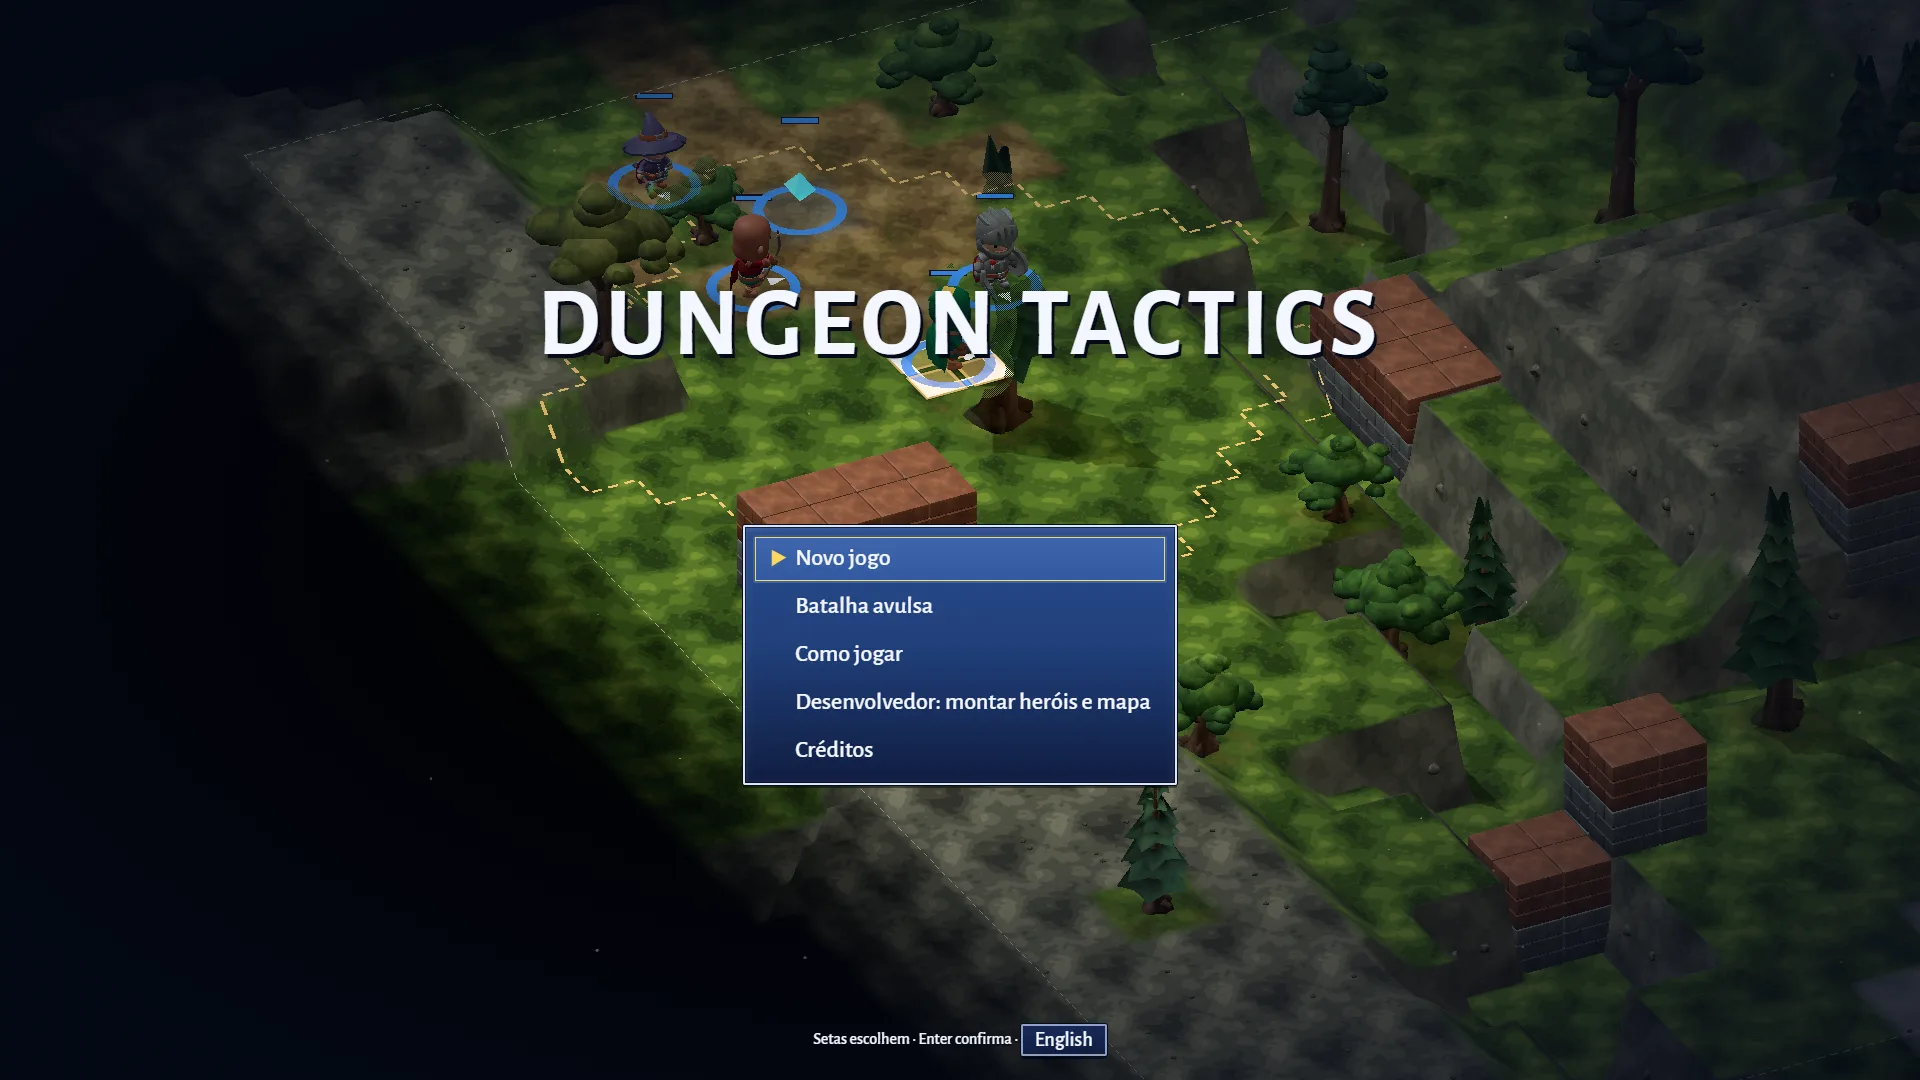 DUNGEON TACTICS
Novo jogo
Batalha avulsa
Como jogar
Desenvolvedor: montar heróis e mapa
Créditos
Setas escolhem · Enter confirma · English